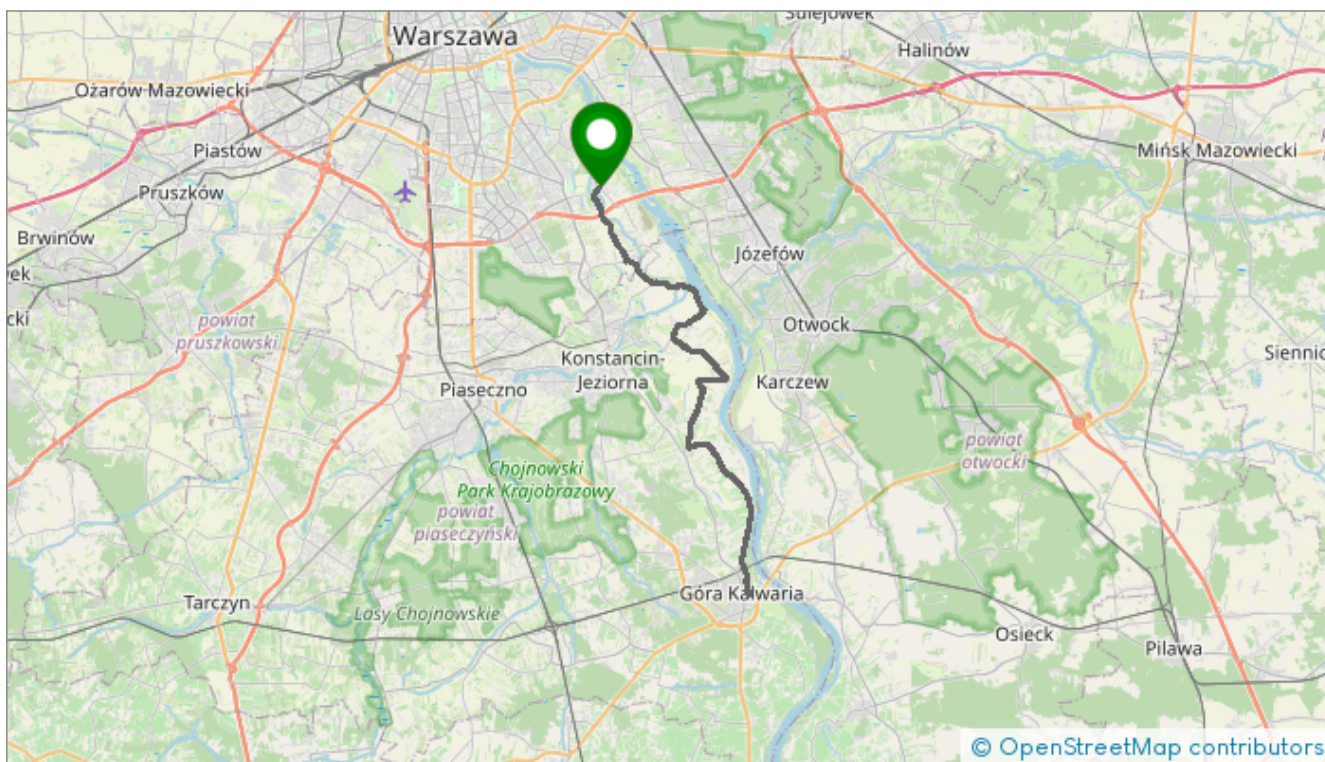 Sulejówek
Warszawa
Halinów
Ożarów Mazowiecki
Piastów
Mińsk Mazowiecki
Pruszków
Brwinów
Józefów
powiat
pruszkowski
Otwock
Konstancin-
Jeziorna
Piaseczno
Karczew
powiat
otwocki
Chojnowski
Park Krajobrazowy
powiat
piaseczyński
Góra Kalwaria
Tarczyn
Lasy Chojnowskie
Osieck
Pilawa
© OpenStreetMap contributors